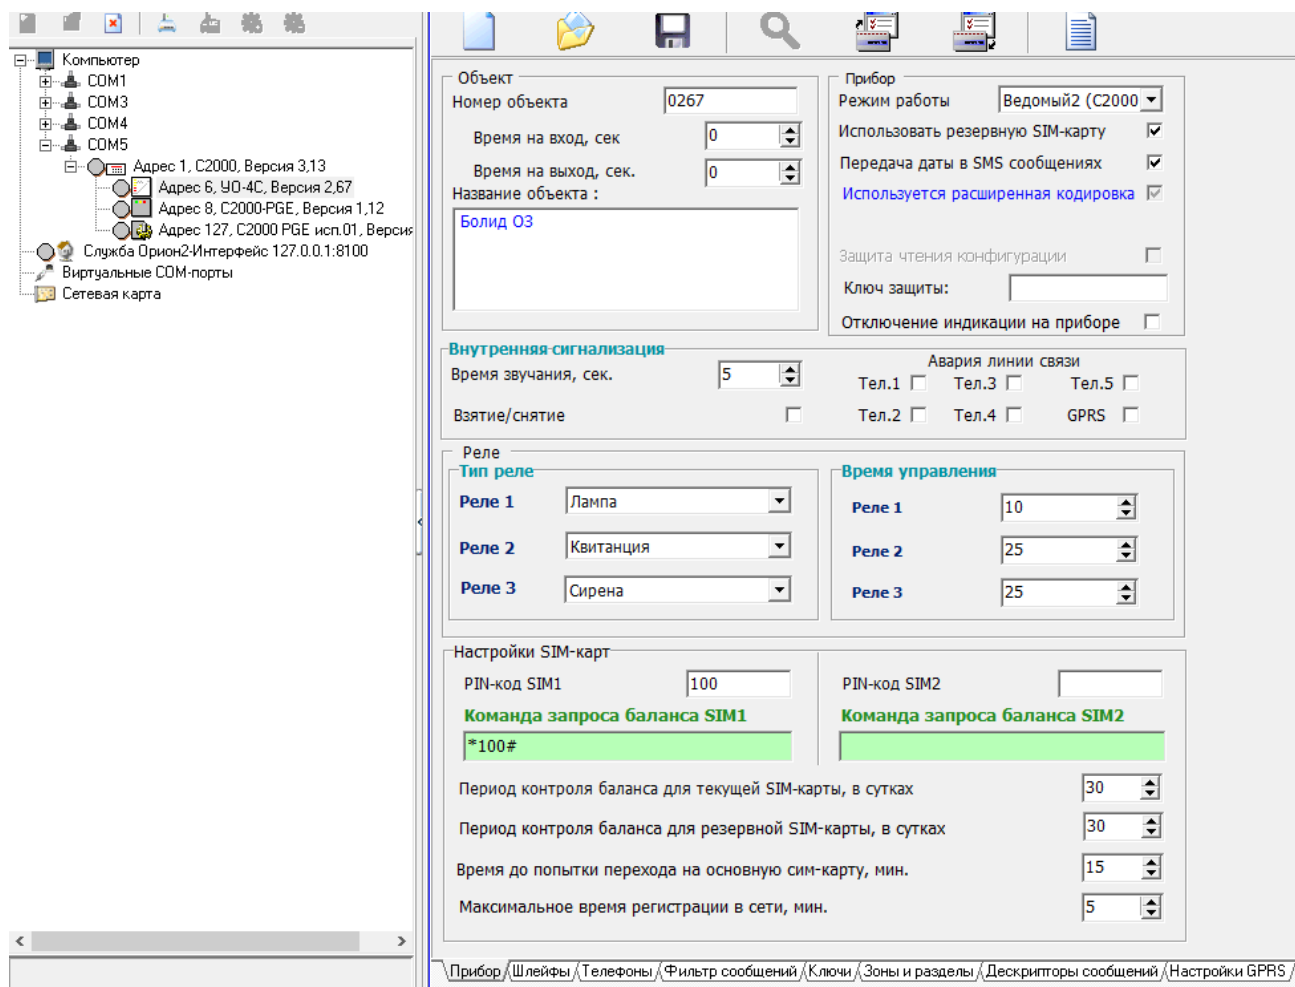 Компьютер
COM1
COM3
COM4
COM5
Адрес 1, С2000, Версия 3,13
Адрес 6, УО-4С, Версия 2,67
Адрес 8, С2000-PGE, Версия 1,12
Адрес 127, С2000 PGE исп.01, Версия
Служба Орион2-Интерфейс 127.0.0.1:8100
Виртуальные COM-порты
Сетевая карта
Объект
Номер объекта 0267
Время на вход, сек 0
Время на выход, сек. 0
Название объекта :
Болид ОЗ
Прибор
Режим работы Ведомый2 (С2000
Использовать резервную SIM-карту
Передача даты в SMS сообщениях
Используется расширенная кодировка
Защита чтения конфигурации
Ключ защиты:
Отключение индикации на приборе
Внутренняя сигнализация
Время звучания, сек. 5
Взятие/снятие
Авария линии связи
Тел.1 Тел.3 Тел.5
Тел.2 Тел.4 GPRS
Реле
Тип реле
Реле 1 Лампа
Реле 2 Квитанция
Реле 3 Сирена
Время управления
Реле 1 10
Реле 2 25
Реле 3 25
Настройки SIM-карт
PIN-код SIM1 100
Команда запроса баланса SIM1
*100#
PIN-код SIM2
Команда запроса баланса SIM2
Период контроля баланса для текущей SIM-карты, в сутках 30
Период контроля баланса для резервной SIM-карты, в сутках 30
Время до попытки перехода на основную сим-карту, мин. 15
Максимальное время регистрации в сети, мин. 5
Прибор Шлейфы Телефоны Фильтр сообщений Ключи Зоны и разделы Дескрипторы сообщений Настройки GPRS